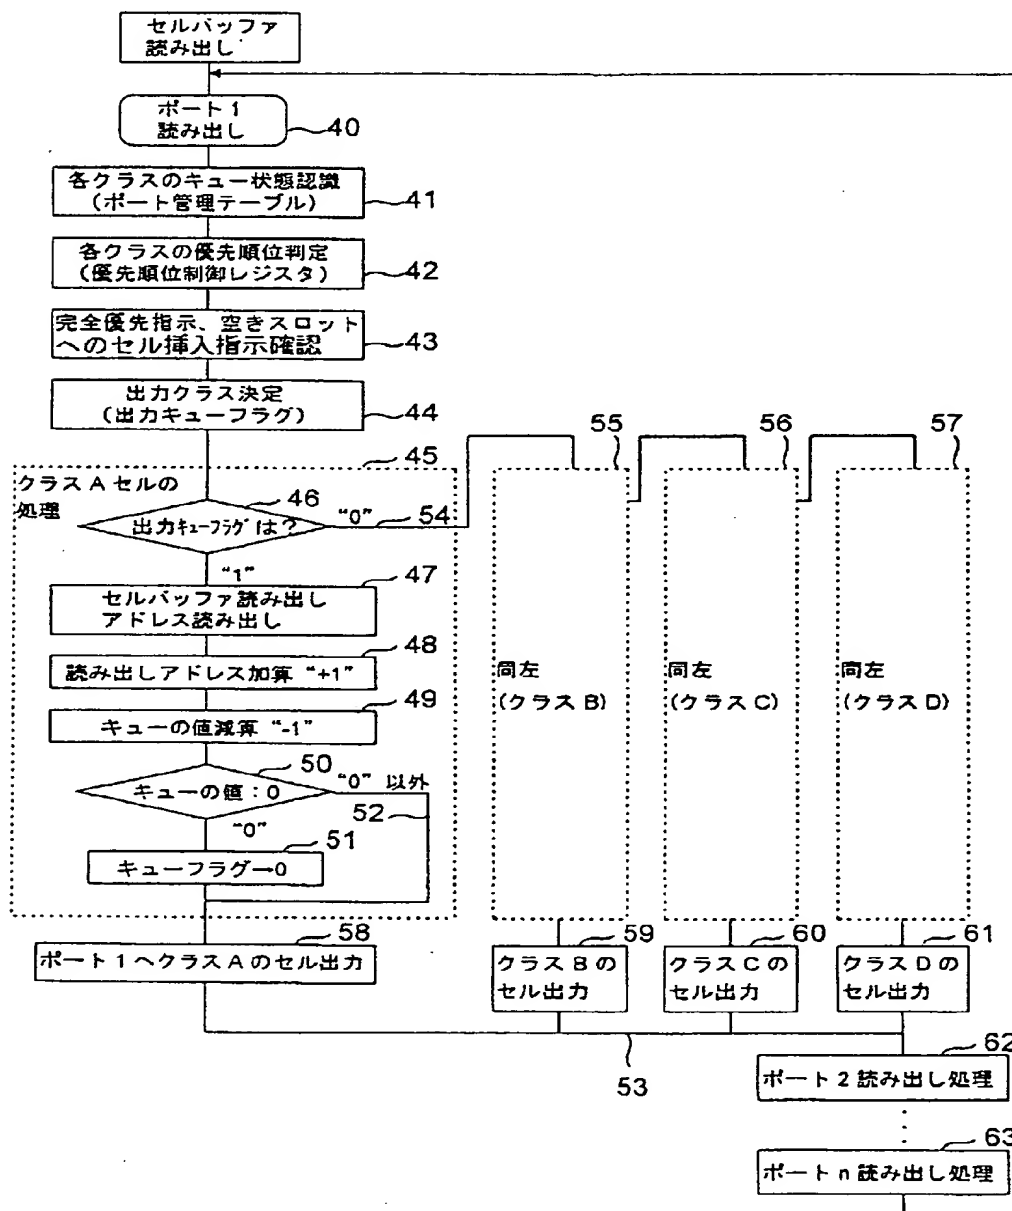 セルバッファ
読み出し
ポート1
読み出し
40
各クラスのキュー状態認識
(ポート管理テーブル)
41
各クラスの優先順位判定
(優先順位制御レジスタ)
42
完全優先指示、空きスロット
へのセル挿入指示確認
43
出力クラス決定
(出力キューフラグ)
44
45
クラスAセルの
処理
46
出力キューフラグは?
“0”
54
“1”
47
セルバッファ読み出し
アドレス読み出し
48
読み出しアドレス加算 “+1”
49
キューの値減算 “-1”
50
キューの値:0
“0” 以外
52
“0”
51
キューフラグ→0
55
同左
(クラスB)
56
同左
(クラスC)
57
同左
(クラスD)
58
ポート1へクラスAのセル出力
59
クラスBの
セル出力
60
クラスCの
セル出力
61
クラスDの
セル出力
53
62
ポート2読み出し処理
63
ポートn読み出し処理